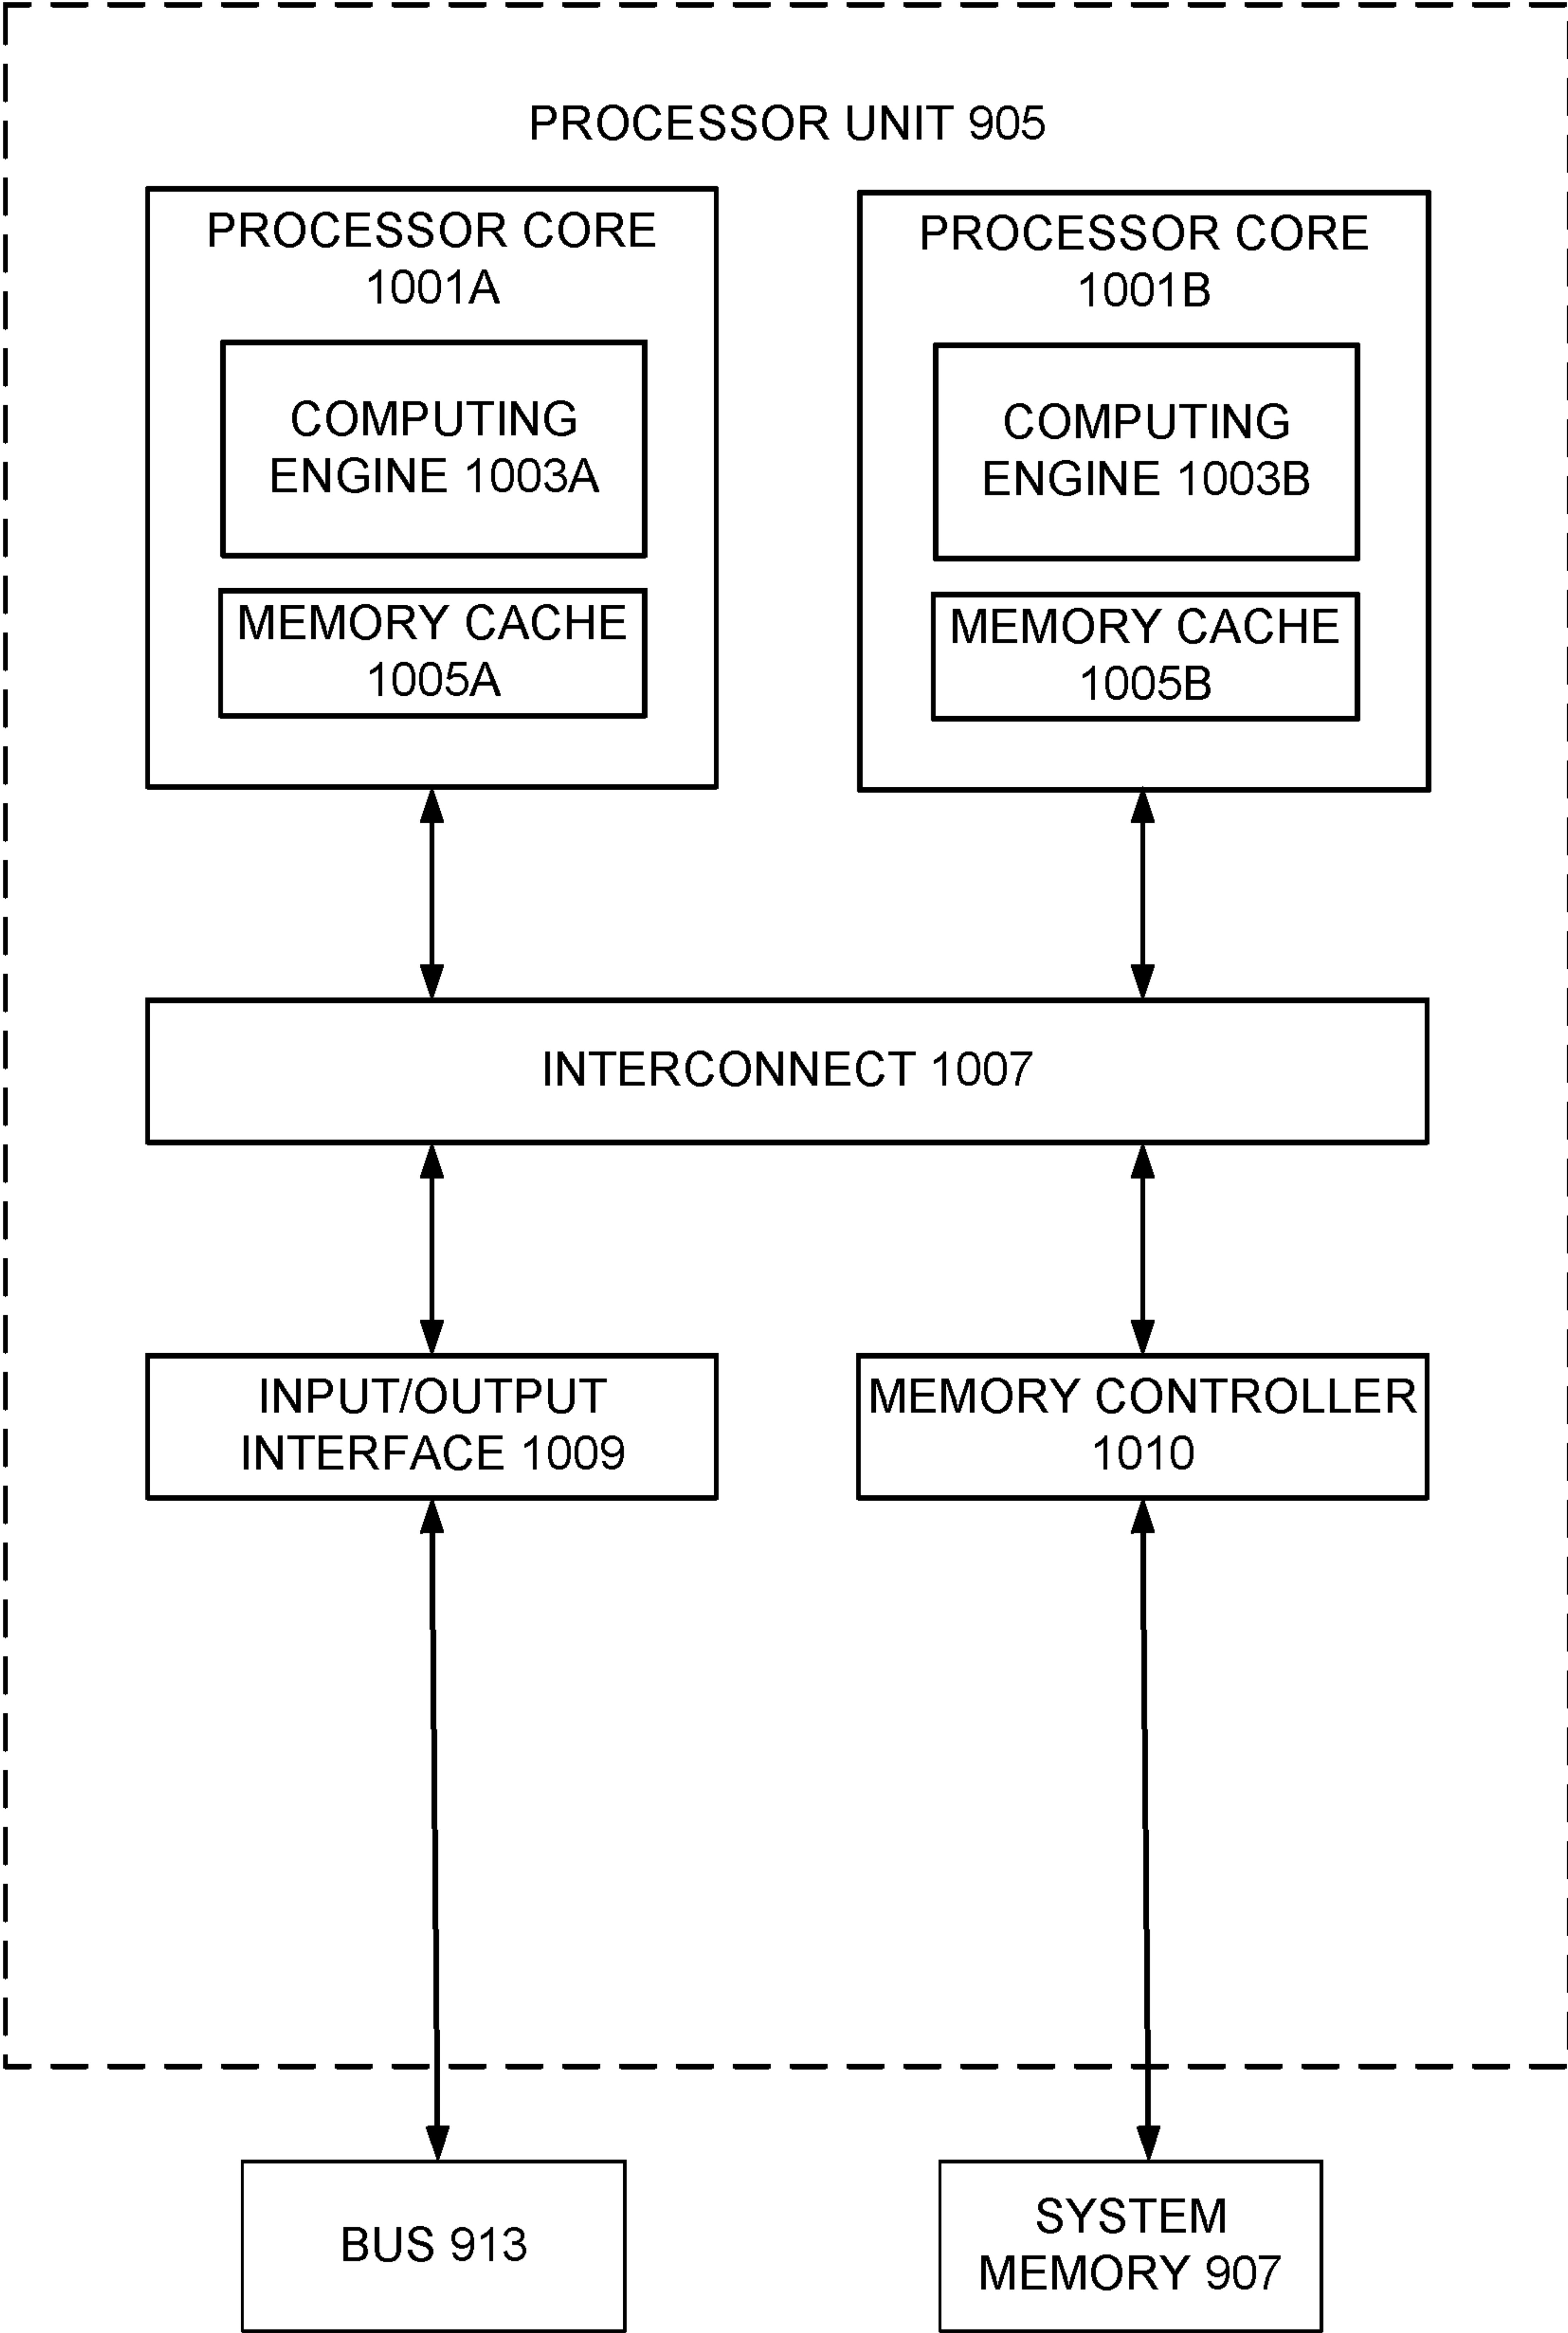 PROCESSOR UNIT 905
PROCESSOR CORE
1001A
COMPUTING
ENGINE 1003A
MEMORY CACHE
1005A
PROCESSOR CORE
1001B
COMPUTING
ENGINE 1003B
MEMORY CACHE
1005B
INTERCONNECT 1007
INPUT/OUTPUT
INTERFACE 1009
MEMORY CONTROLLER
1010
BUS 913
SYSTEM
MEMORY 907